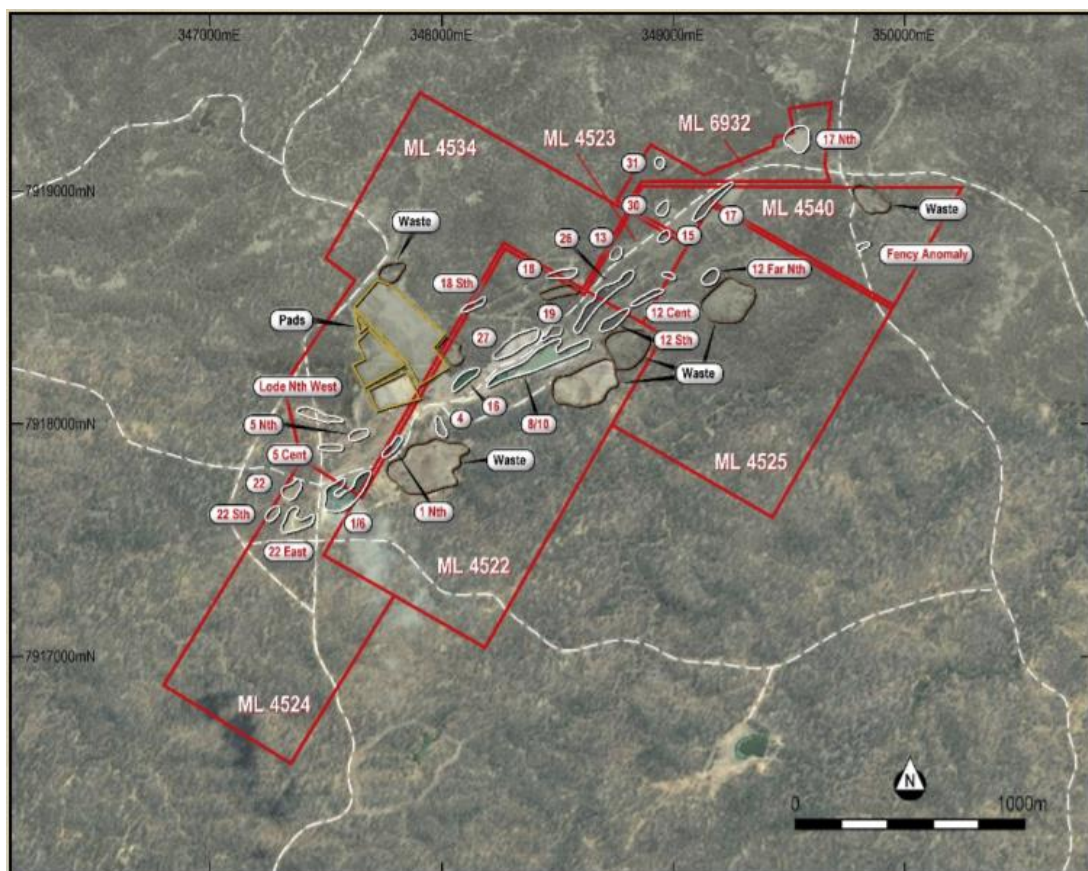 347000mE
348000mE
349000mE
350000mE
ML 6932
ML 4523
17 Nth
ML 4534
31
7919000mN
30
ML 4540
Waste
17
Waste
26
13
15
Fency Anomaly
18
12 Far Nth
18 Sth
12 Cent
19
Pads
27
12 Sth
Waste
Lode Nth West
16
4
8/10
7918000mN
5 Nth
5 Cent
Waste
ML 4525
22
22 Sth
1 Nth
1/6
22 East
ML 4522
7917000mN
ML 4524
N
0
1000m